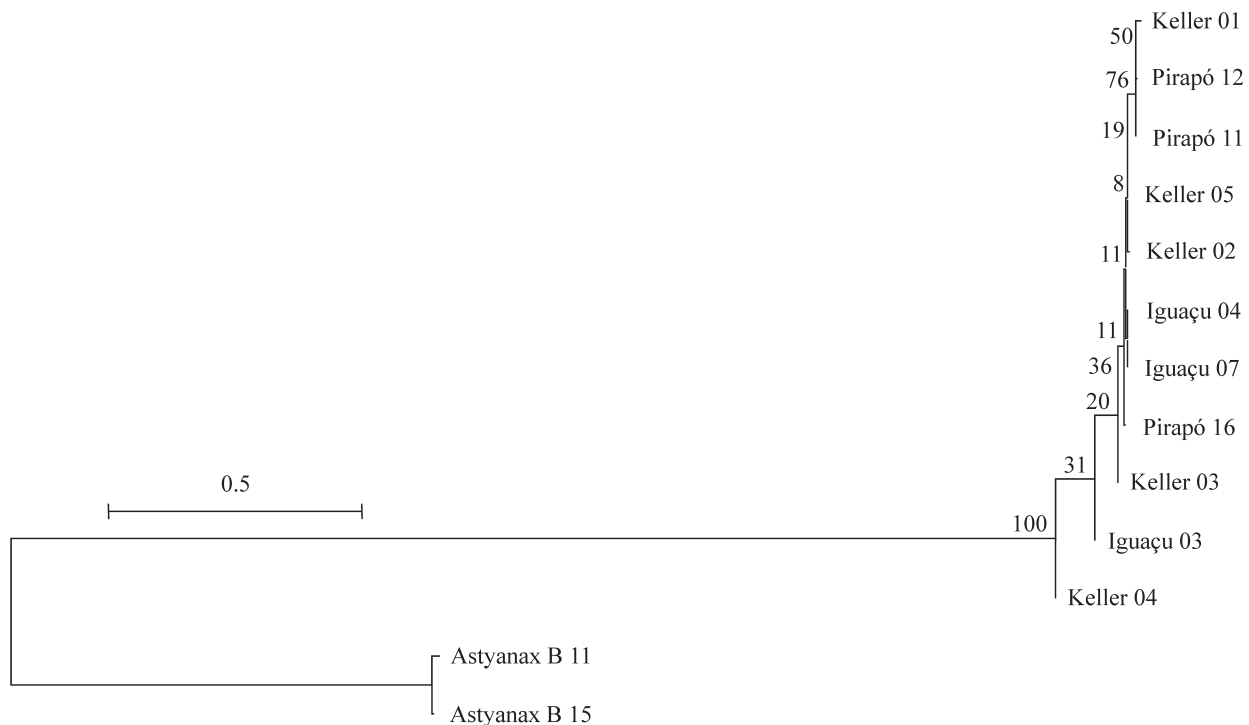 Keller 01
50
76
Pirapó 12
19
Pirapó 11
8
Keller 05
11
Keller 02
Iguaçu 04
11
36
Iguaçu 07
20
Pirapó 16
31
Keller 03
0.5
100
Iguaçu 03
Keller 04
Astyanax B 11
Astyanax B 15